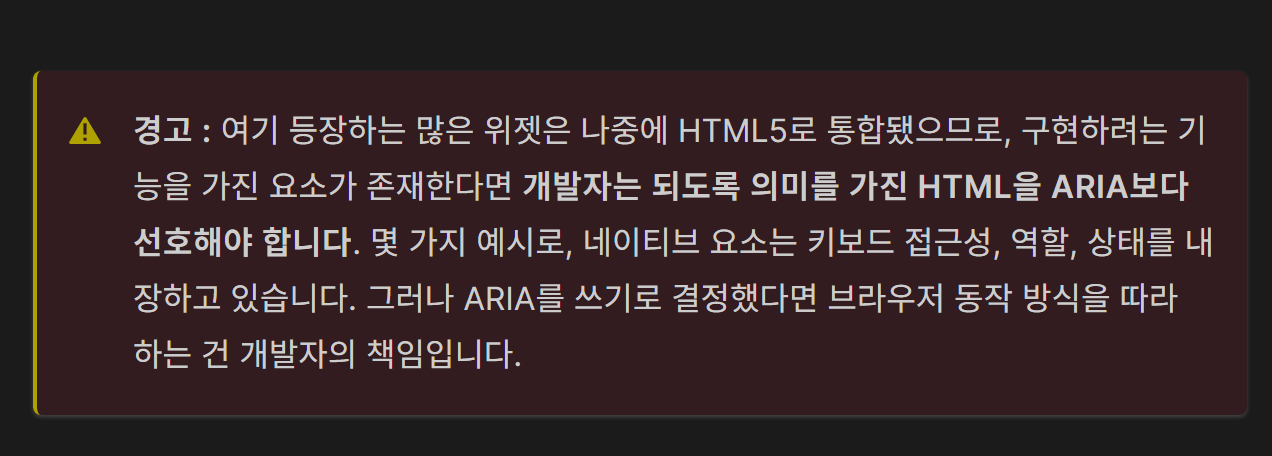 경고 : 여기 등장하는 많은 위젯은 나중에 HTML5로 통합됐으므로, 구현하려는 기
능을 가진 요소가 존재한다면 개발자는 되도록 의미를 가진 HTML을 ARIA보다
선호해야 합니다. 몇 가지 예시로, 네이티브 요소는 키보드 접근성, 역할, 상태를 내
장하고 있습니다. 그러나 ARIA를 쓰기로 결정했다면 브라우저 동작 방식을 따라
하는 건 개발자의 책임입니다.